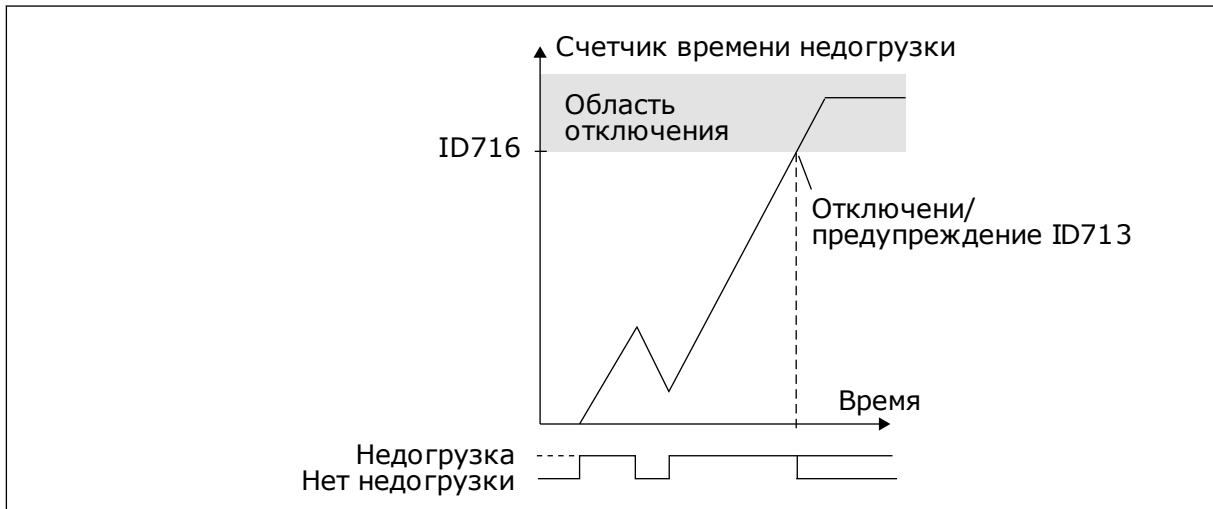 Счетчик времени недогрузки
Область
отключения
ID716
Отключени/
предупреждение ID713
Время
Недогрузка
Нет недогрузки